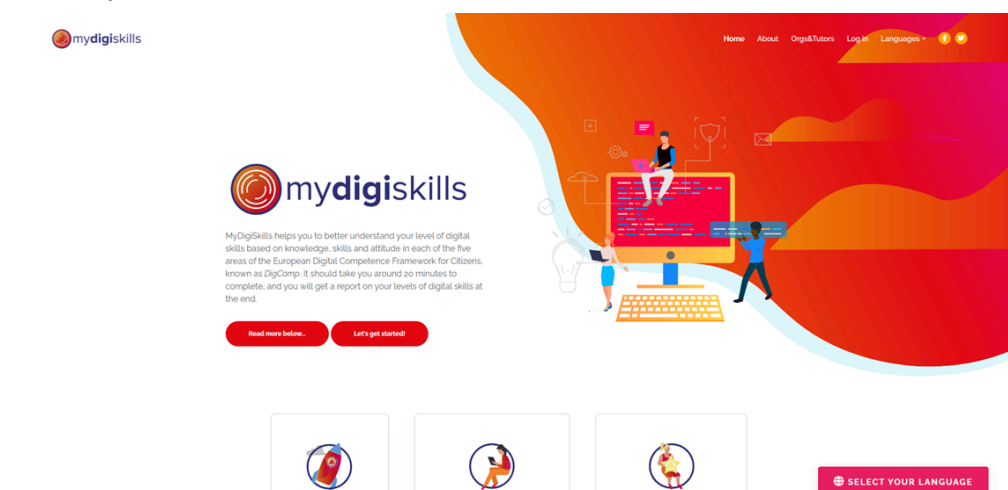 mydigiskills
Home About Orgs&Tutors Log in Languages
mydigiskills
MyDigiSkills helps you to better understand your level of digital
skills based on knowledge, skills and attitude in each of the five
areas of the European Digital Competence Framework for Citizens,
known as DigComp. It should take you around 20 minutes to
complete, and you will get a report on your levels of digital skills at
the end.
Read more below... Let's get started!
SELECT YOUR LANGUAGE